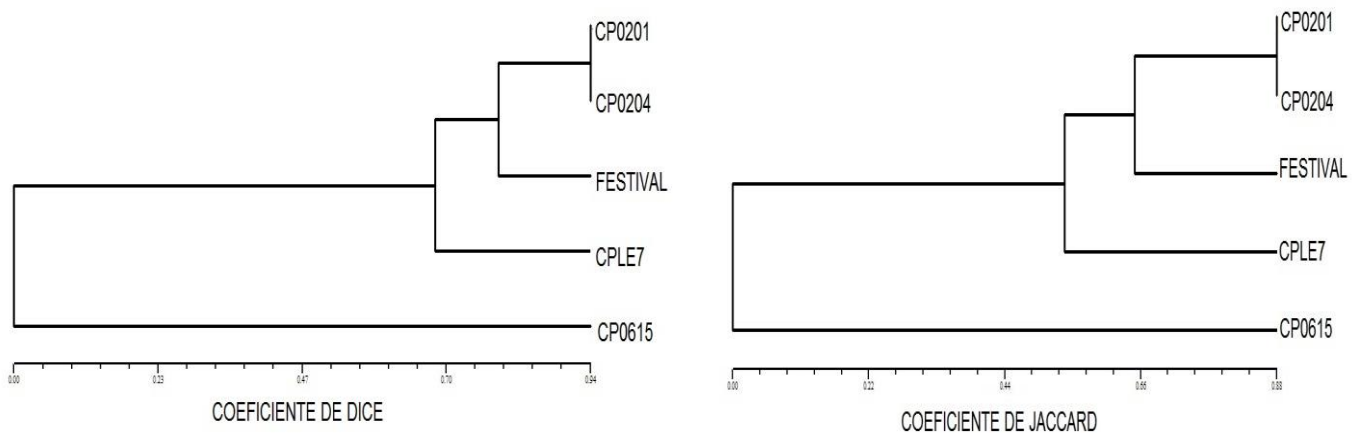 CP0201
CP0204
FESTIVAL
CPLE7
CP0615
0.00 0.23 0.47 0.70 0.94
COEFICIENTE DE DICE
CP0201
CP0204
FESTIVAL
CPLE7
CP0615
0.00 0.22 0.44 0.66 0.88
COEFICIENTE DE JACCARD